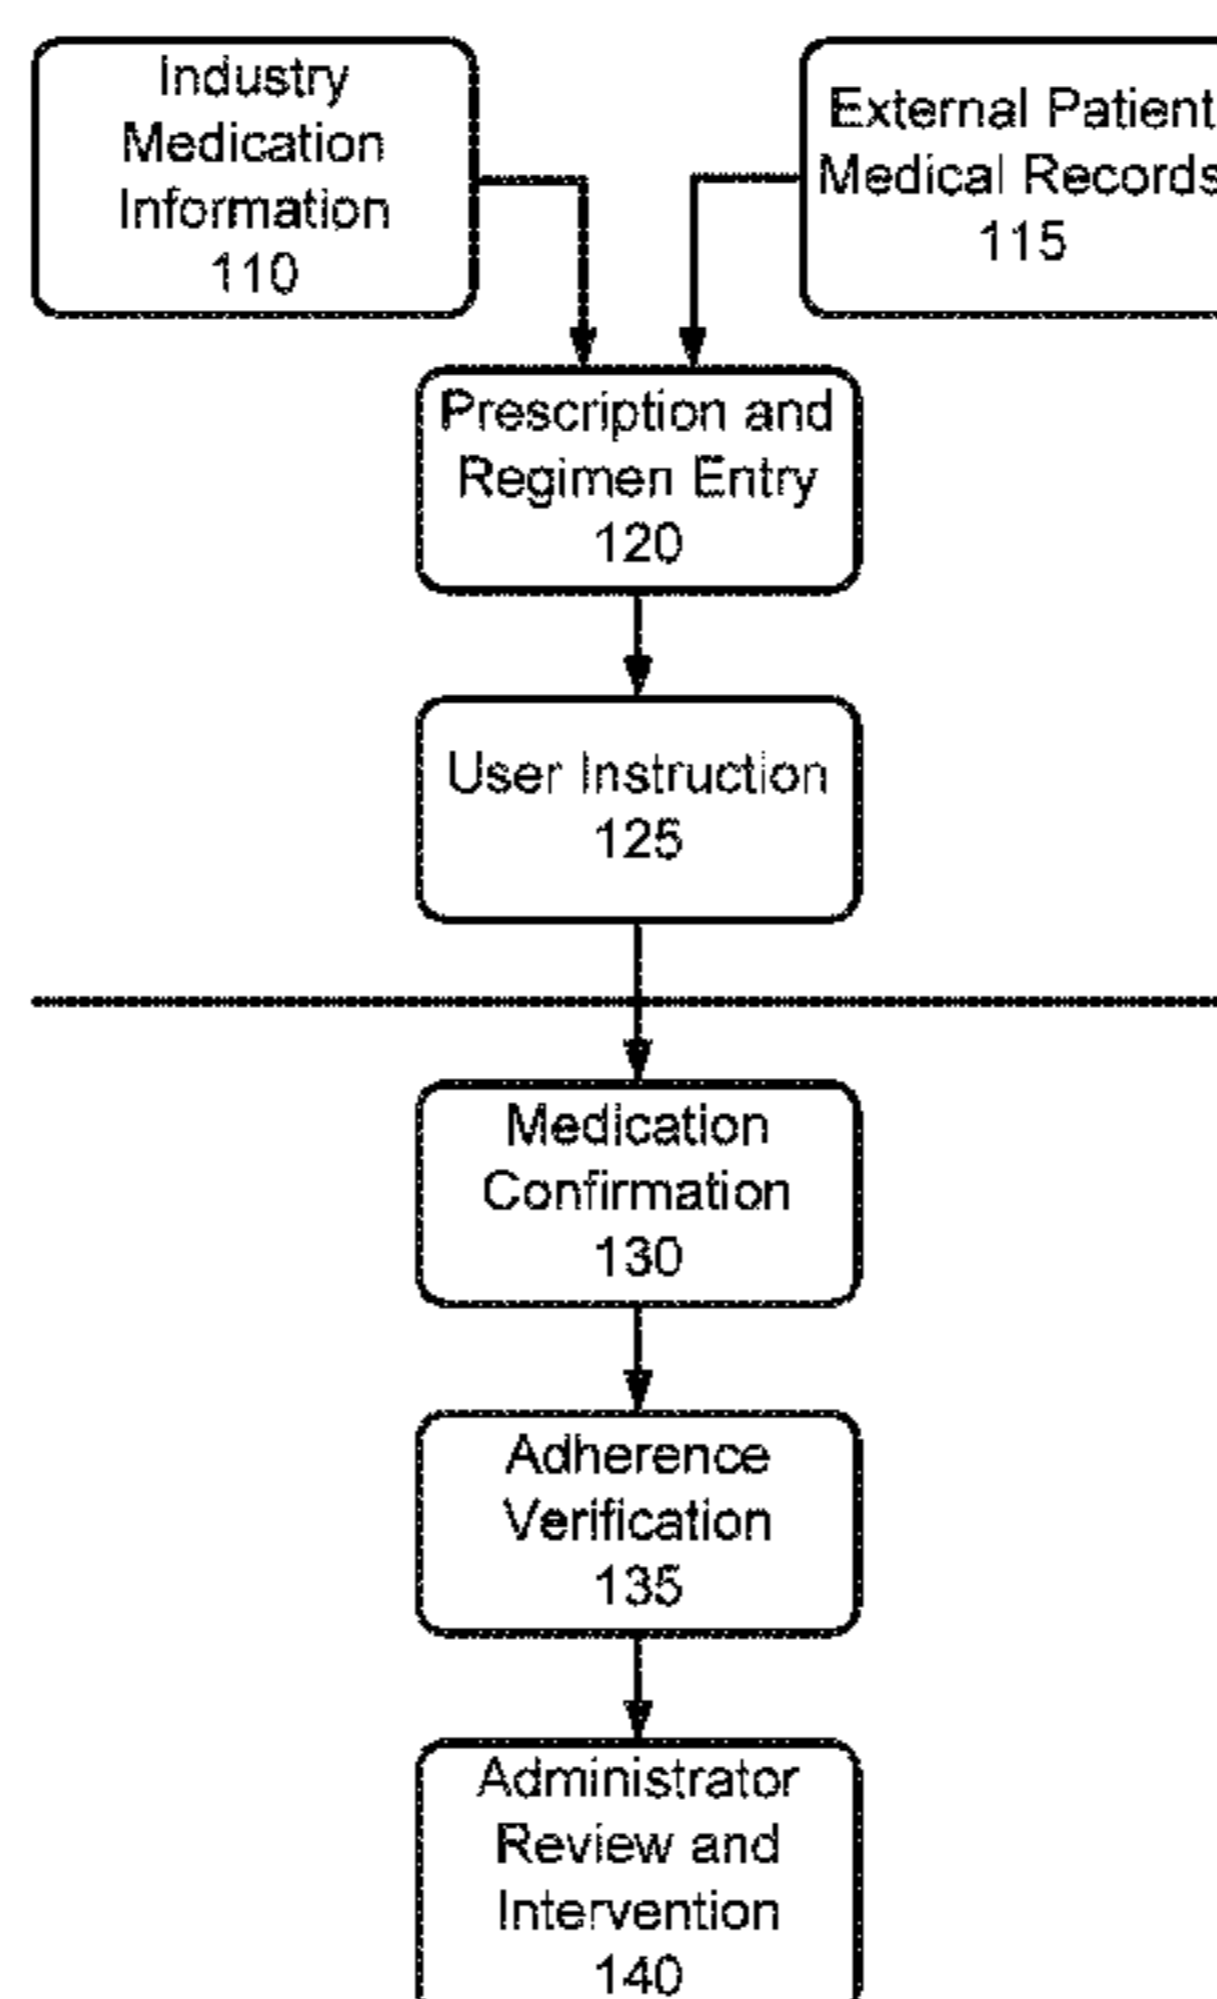 Industry
Medication
Information
110
External Patient
Medical Records
115
Prescription and
Regimen Entry
120
User Instruction
125
Medication
Confirmation
130
Adherence
Verification
135
Administrator
Review and
Intervention
140